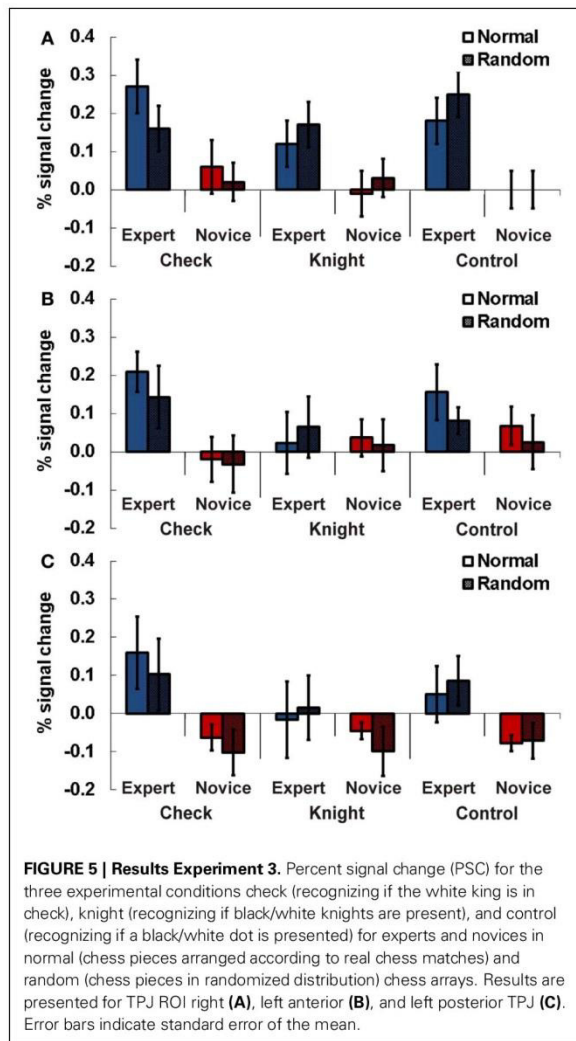 A
0.4
0.3
0.2
0.1
0.0
-0.1
-0.2
% signal change
Normal
Random
Expert Novice Expert Novice Expert Novice
Check Knight Control
B
0.4
0.3
0.2
0.1
0.0
-0.1
-0.2
% signal change
Normal
Random
Expert Novice Expert Novice Expert Novice
Check Knight Control
C
0.4
0.3
0.2
0.1
0.0
-0.1
-0.2
% signal change
Normal
Random
Expert Novice Expert Novice Expert Novice
Check Knight Control
FIGURE 5 | Results Experiment 3. Percent signal change (PSC) for the
three experimental conditions check (recognizing if the white king is in
check), knight (recognizing if black/white knights are present), and control
(recognizing if a black/white dot is presented) for experts and novices in
normal (chess pieces arranged according to real chess matches) and
random (chess pieces in randomized distribution) chess arrays. Results are
presented for TPJ ROI right (A), left anterior (B), and left posterior TPJ (C).
Error bars indicate standard error of the mean.